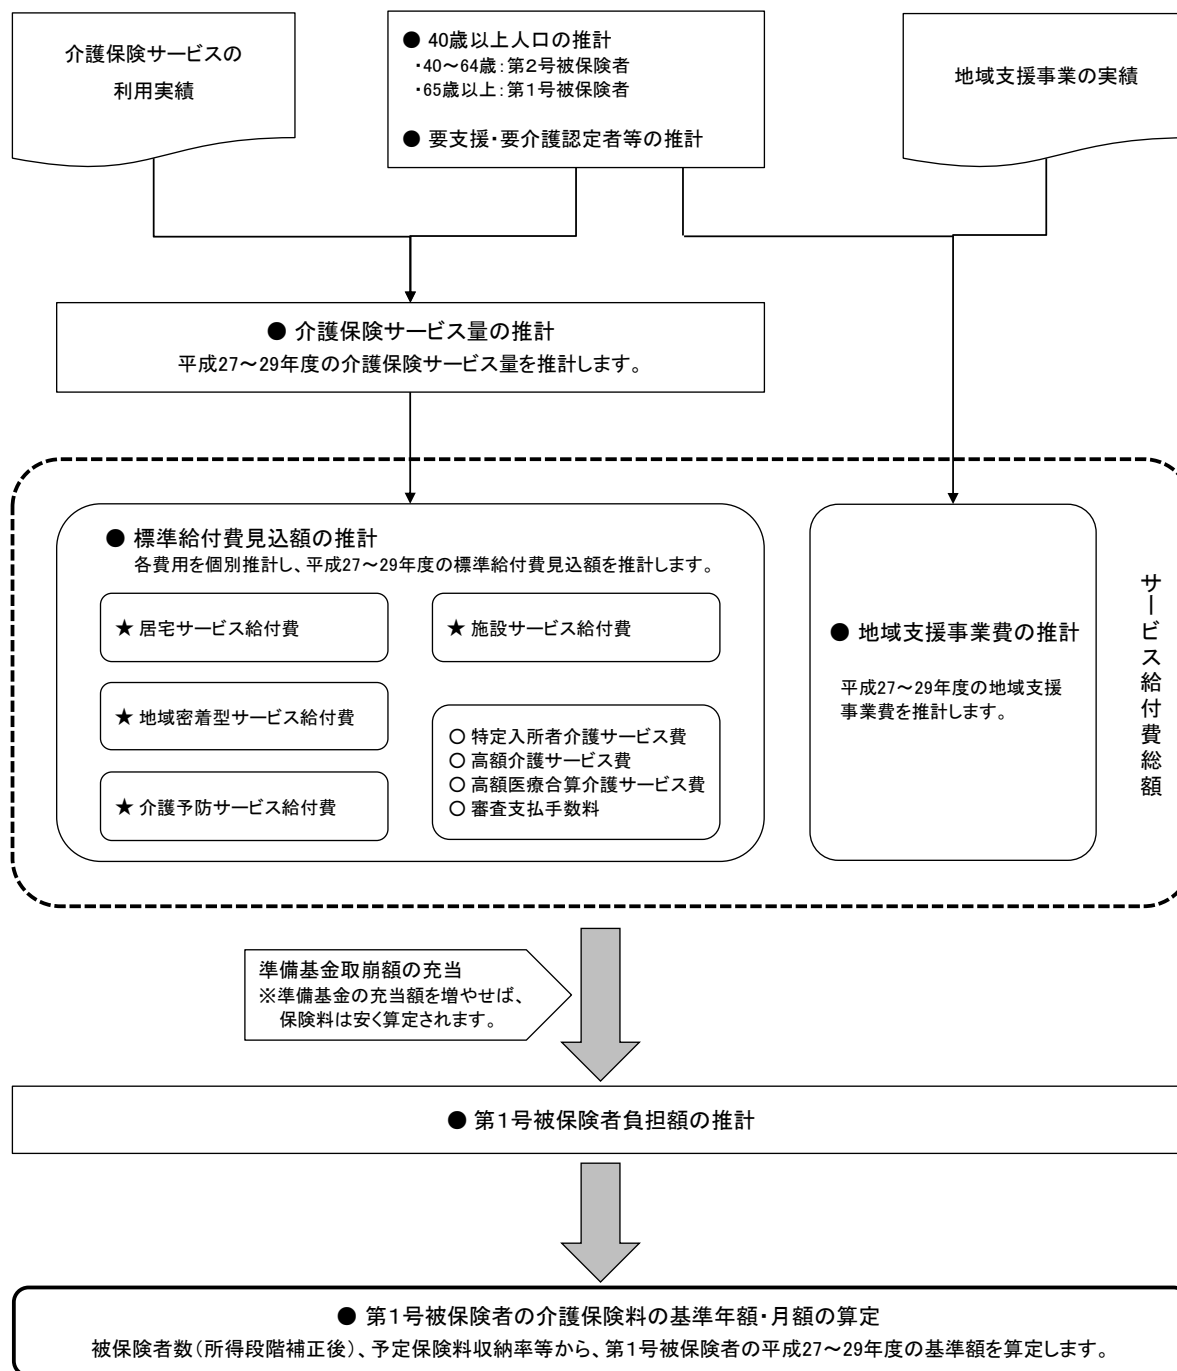 介護保険サービスの
利用実績
● 40歳以上人口の推計
・40～64歳：第２号被保険者
・65歳以上：第１号被保険者
● 要支援・要介護認定者等の推計
地域支援事業の実績
● 介護保険サービス量の推計
平成27～29年度の介護保険サービス量を推計します。
● 標準給付費見込額の推計
各費用を個別推計し、平成27～29年度の標準給付費見込額を推計します。
★ 居宅サービス給付費
★ 地域密着型サービス給付費
★ 介護予防サービス給付費
★ 施設サービス給付費
○ 特定入所者介護サービス費
○ 高額介護サービス費
○ 高額医療合算介護サービス費
○ 審査支払手数料
● 地域支援事業費の推計
平成27～29年度の地域支援
事業費を推計します。
サービス給付費総額
準備基金取崩額の充当
※準備基金の充当額を増やせば、
保険料は安く算定されます。
● 第１号被保険者負担額の推計
● 第１号被保険者の介護保険料の基準年額・月額の算定
被保険者数（所得段階補正後）、予定保険料収納率等から、第１号被保険者の平成27～29年度の基準額を算定します。